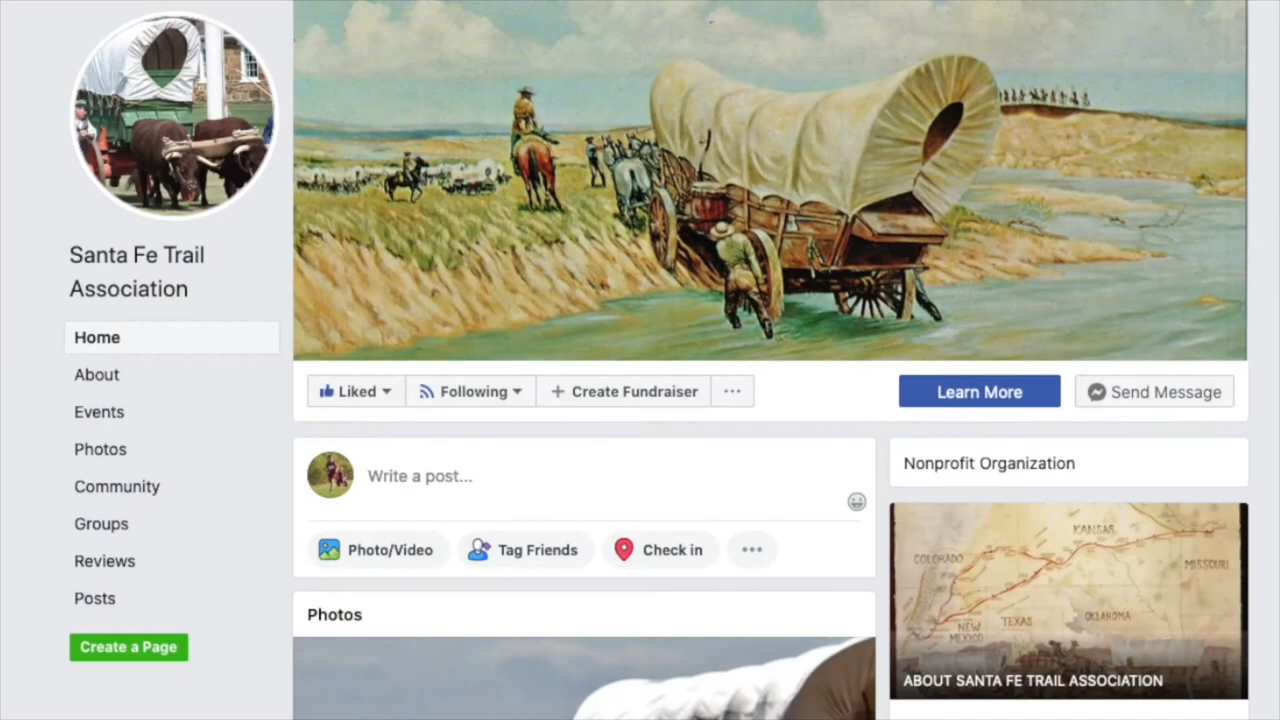 Santa Fe Trail
Association
Home
About
Events
Photos
Community
Groups
Reviews
Posts
Create a Page
Liked
Following
+ Create Fundraiser
...
Learn More
Send Message
Write a post...
Photo/Video
Tag Friends
Check in
...
Photos
Nonprofit Organization
KANSAS
COLORADO
MISSOURI
NEW
MEXICO
TEXAS
OKLAHOMA
ABOUT SANTA FE TRAIL ASSOCIATION